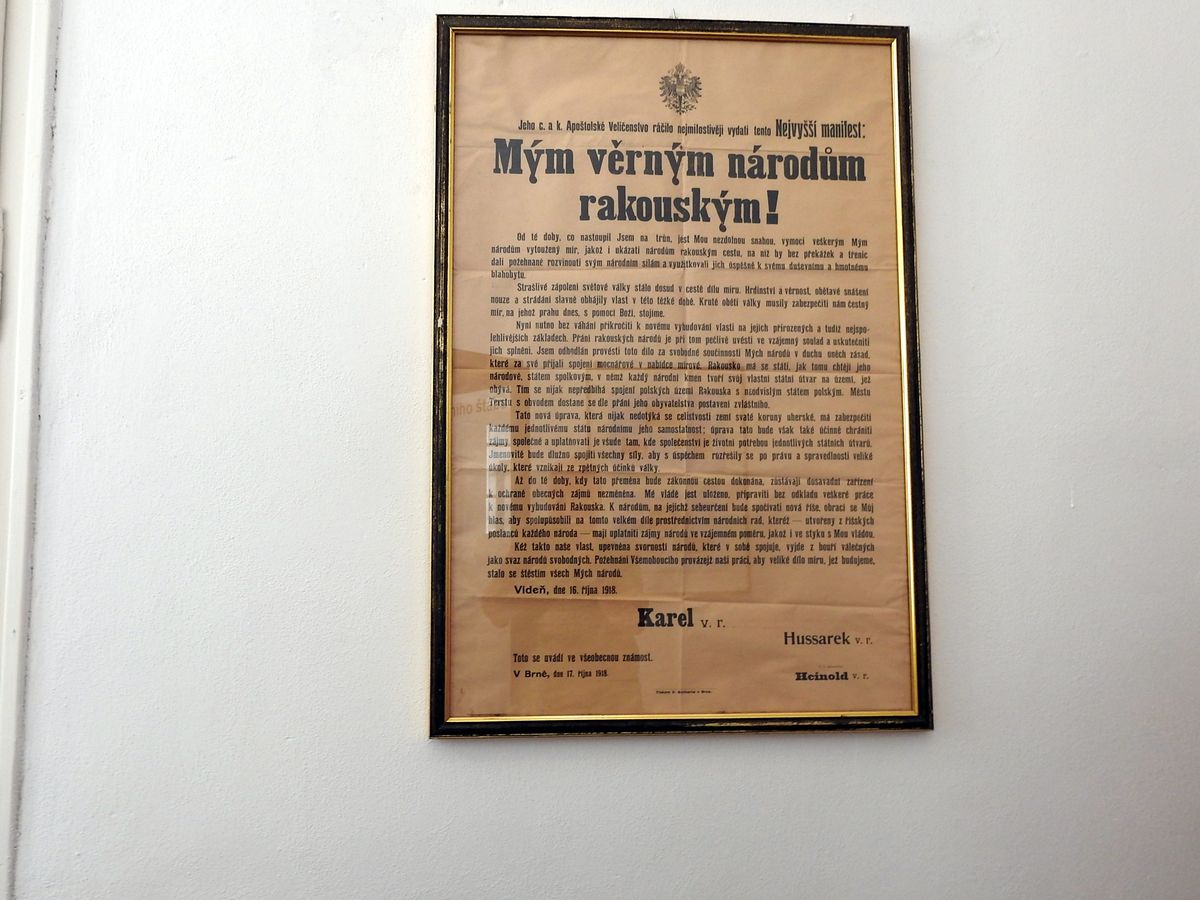 Jeho c. a k. Apoštolské Veličenstvo ráčilo nejmilostivěji vydati tento Nejvyšší manifest:
Mým věrným národům
rakouským!
Od té doby, co nastoupil Jsem na trůn, jest Mou nezdolnou snahou, vymoci veškerým Mým
národům vytoužený mír, jakož i ukázati národům rakouským cestu, na níž by bez překážek a třenic
dali požehnaně rozvinouti svým národním silám a využitkovali jich úspěšně k svému duševnímu a hmotnému
blahobytu.
Strašlivé zápolení světové války stálo dosud v cestě dílu míru. Hrdinství a věrnost, obětavé snášení
nouze a strádání slavně obhájily vlast v této těžké době. Kruté oběti války musily zabezpečiti nám čestný
mír, na jehož prahu dnes, s pomocí Boží, stojíme.
Nyní nutno bez váhání přikročiti k novému vybudování vlasti na jejích přirozených a tudíž nejspo-
lehlivějších základech. Přání rakouských národů je při tom pečlivě uvésti ve vzájemný soulad a uskutečniti
jich splnění. Jsem odhodlán provésti toto dílo za svobodné součinnosti Mých národů v duchu oněch zásad,
které za své přijali spojení mocnářové v nabídce mírové. Rakousko má se státi, jak tomu chtějí jeho
národové, státem spolkovým, v němž každý národní kmen tvoří svůj vlastní státní útvar na území, jež
obývá. Tím se nijak nepředbíhá spojení polských území Rakouska s neodvislým státem polským. Městu
Terstu s obvodem dostane se dle přání jeho obyvatelstva postavení zvláštního.
Tato nová úprava, která nijak nedotýká se celistvosti zemí svaté koruny uherské, má zabezpečiti
každému jednotlivému státu národnímu jeho samostatnost; úprava tato bude však také účinně chrániti
zájmy společné a uplatňovati je všude tam, kde společenství je životní potřebou jednotlivých státních útvarů.
Jmenovitě bude dlužno spojiti všechny síly, aby s úspěchem rozřešily se po právu a spravedlnosti veliké
úkoly, které vznikají ze zpětných účinků války.
Až do té doby, kdy tato přeměna bude zákonnou cestou dokonána, zůstávají dosavadní zařízení
k ochraně obecných zájmů nezměněna. Mé vládě jest uloženo, připraviti bez odkladu veškeré práce
k novému vybudování Rakouska. K národům, na jejichž sebeurčení bude spočívati nová říše, obrací se Můj
hlas, aby spolupůsobili na tomto velkém díle prostřednictvím národních rad, kteréž — utvořeny z říšských
poslanců každého národa — mají uplatniti zájmy národů ve vzájemném poměru, jakož i ve styku s Mou vládou.
Kéž takto naše vlast, upevněna svorností národů, které v sobě spojuje, vyjde z bouří válečných
jako svaz národů svobodných. Požehnání Všemohoucího provázejž naši práci, aby veliké dílo míru, jež budujeme,
stalo se štěstím všech Mých národů.
Vídeň, dne 16. října 1918.
Karel v. r.
Hussarek v. r.
Toto se uvádí ve všeobecnou známost.
V Brně, dne 17. října 1918.
Heinold v. r.